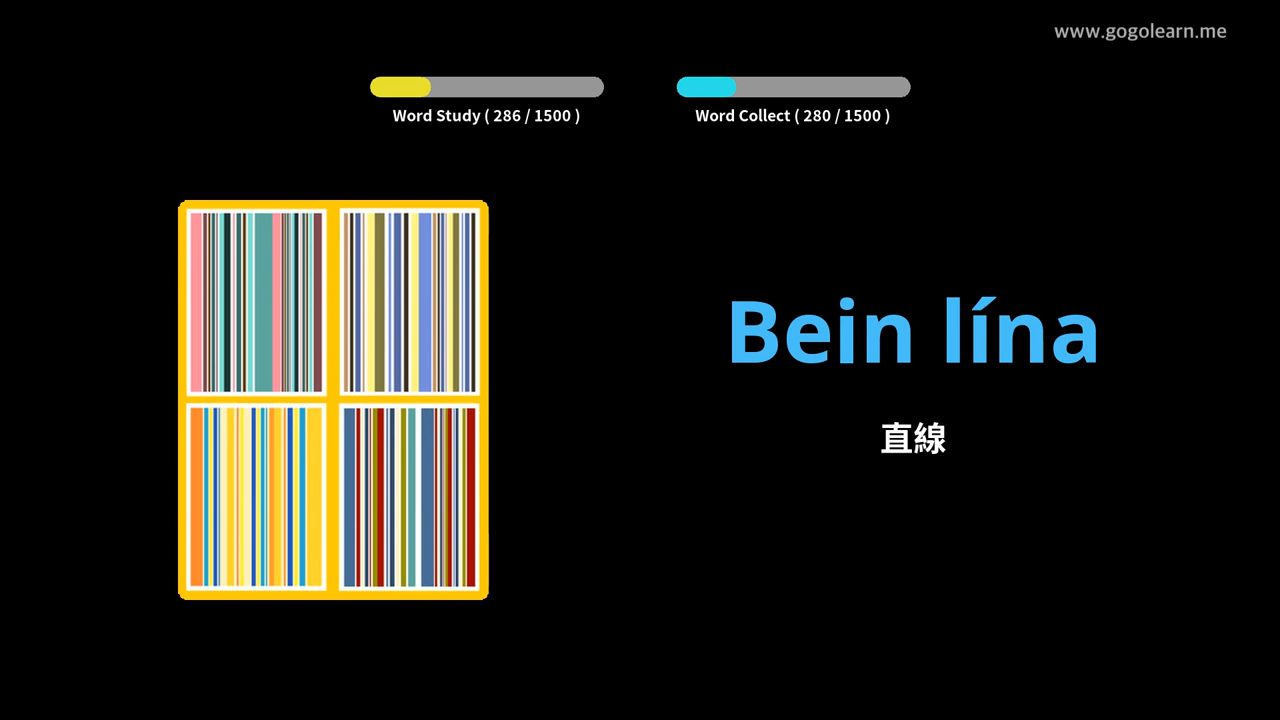 www.gogolearn.me
Word Study ( 286 / 1500 )
Word Collect ( 280 / 1500 )
Bein lína
直線